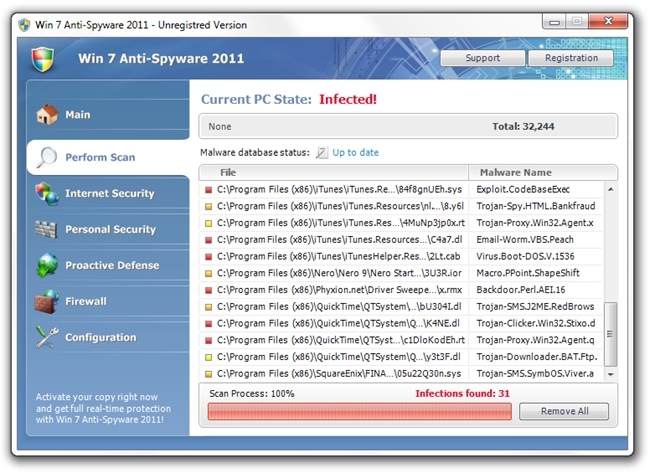 Win 7 Anti-Spyware 2011 - Unregistred Version
Win 7 Anti-Spyware 2011
Support
Registration
Main
Perform Scan
Internet Security
Personal Security
Proactive Defense
Firewall
Configuration
Activate your copy right now
and get full real-time protection
with Win 7 Anti-Spyware 2011!
Current PC State: Infected!
None Total: 32,244
Malware database status: Up to date
File Malware Name
C:\Program Files (x86)\iTunes\iTunes.Re...\84f8gnUEh.sys Exploit.CodeBaseExec
C:\Program Files (x86)\iTunes\iTunes.Resources\nl....\8.y6l Trojan-Spy.HTML.Bankfraud
C:\Program Files (x86)\iTunes\iTunes.Res...\4MuNp3jp0x.rt Trojan-Proxy.Win32.Agent.x
C:\Program Files (x86)\iTunes\iTunes.Resources...\C4a7.dl Email-Worm.VBS.Peach
C:\Program Files (x86)\iTunes\iTunesHelper.Res...\2Lt.cab Virus.Boot-DOS.V.1536
C:\Program Files (x86)\Nero\Nero 9\Nero Start...\3U3R.ior Macro.PPoint.ShapeShift
C:\Program Files (x86)\Phyxion.net\Driver Sweepe...\x.rmx Backdoor.Perl.AEI.16
C:\Program Files (x86)\QuickTime\QTSystem\...\bU304I.dl Trojan-SMS.J2ME.RedBrows
C:\Program Files (x86)\QuickTime\QTSystem\Q...\K4NE.dl Trojan-Clicker.Win32.Stixo.d
C:\Program Files (x86)\QuickTime\QTSyst...\c1DloKodEh.rt Trojan-Proxy.Win32.Agent.q
C:\Program Files (x86)\QuickTime\QTSystem\Q...\y3t3F.dl Trojan-Downloader.BAT.Ftp.
C:\Program Files (x86)\SquareEnix\FINA...\05u22Q30n.sys Trojan-SMS.SymbOS.Viver.a
Scan Process: 100% Infections found: 31
Remove All